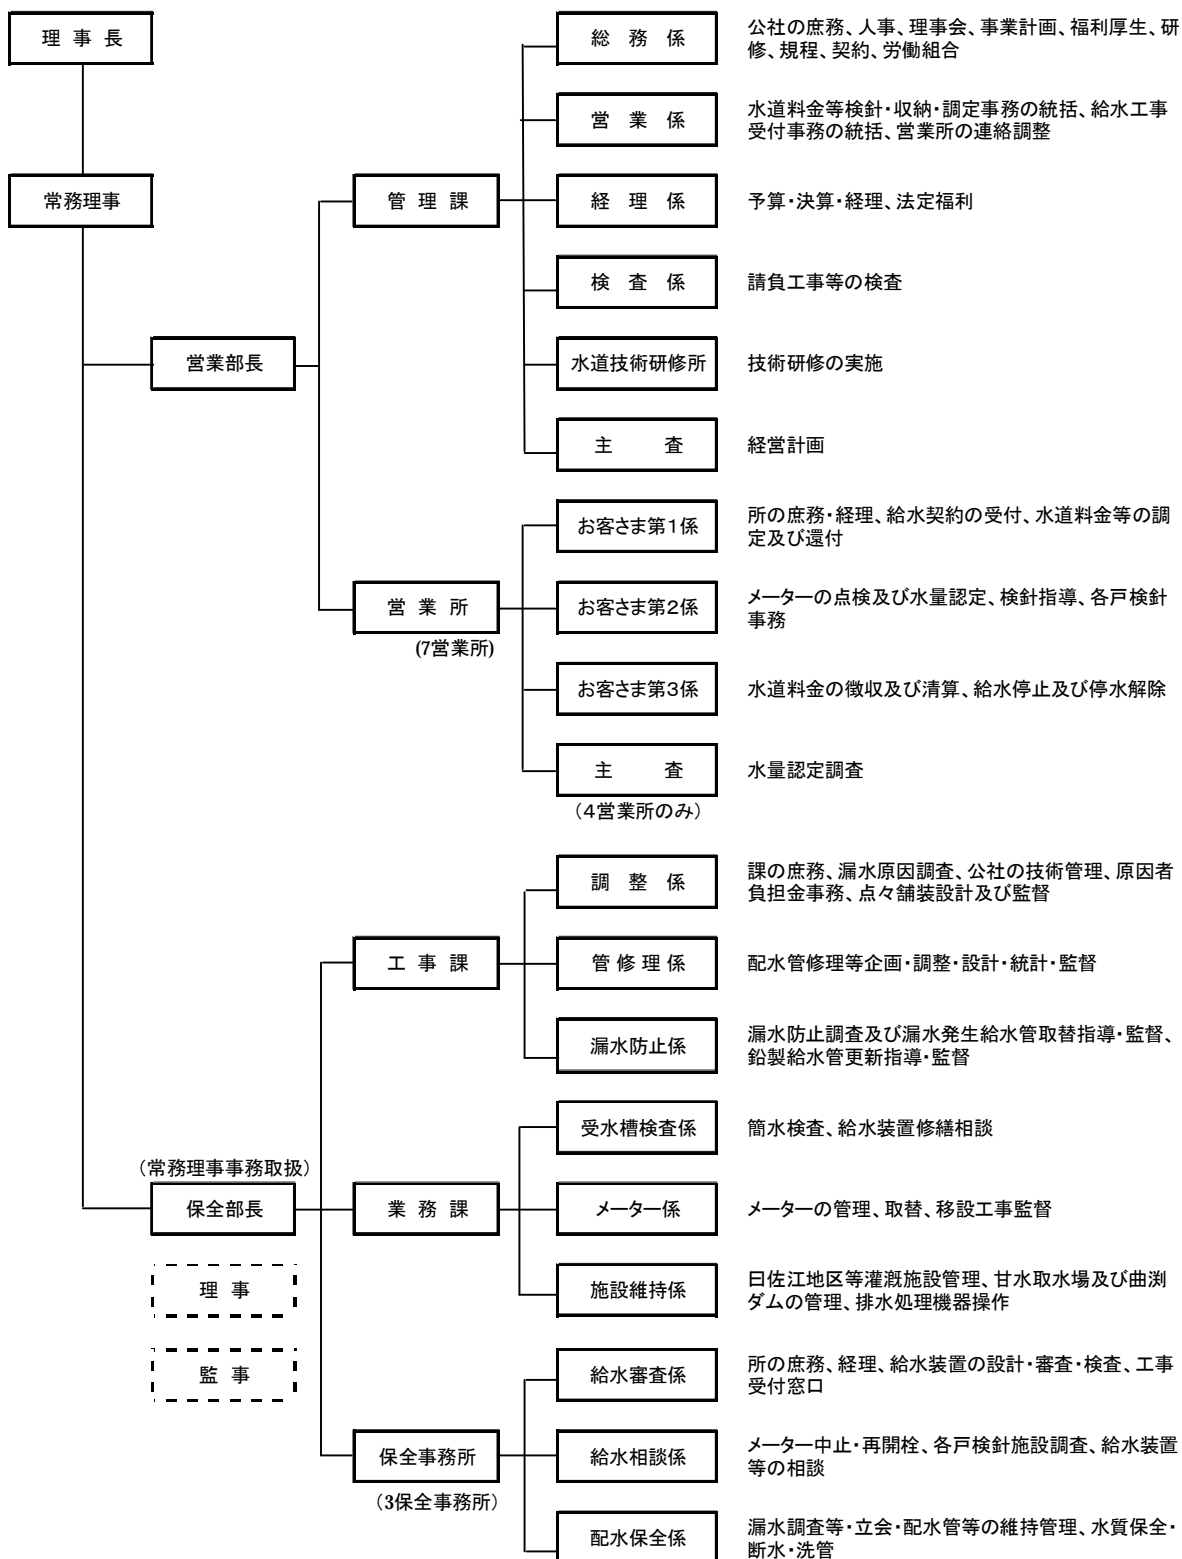 理事長
総務係
公社の庶務、人事、理事会、事業計画、福利厚生、研
修、規程、契約、労働組合
営業係
水道料金等検針・収納・調定事務の統括、給水工事
受付事務の統括、営業所の連絡調整
常務理事
管理課
経理係
予算・決算・経理、法定福利
検査係
請負工事等の検査
営業部長
水道技術研修所
技術研修の実施
主査
経営計画
お客さま第1係
所の庶務・経理、給水契約の受付、水道料金等の調
定及び還付
営業所
(7営業所)
お客さま第2係
メーターの点検及び水量認定、検針指導、各戸検針
事務
お客さま第3係
水道料金の徴収及び清算、給水停止及び停水解除
主査
(4営業所のみ)
水量認定調査
調整係
課の庶務、漏水原因調査、公社の技術管理、原因者
負担金事務、点々舗装設計及び監督
工事課
管修理係
配水管修理等企画・調整・設計・統計・監督
漏水防止係
漏水防止調査及び漏水発生給水管取替指導・監督、
鉛製給水管更新指導・監督
受水槽検査係
簡水検査、給水装置修繕相談
(常務理事事務取扱)
保全部長
業務課
メーター係
メーターの管理、取替、移設工事監督
理事
施設維持係
曰佐江地区等灌漑施設管理、甘水取水場及び曲渕
ダムの管理、排水処理機器操作
監事
給水審査係
所の庶務、経理、給水装置の設計・審査・検査、工事
受付窓口
保全事務所
(3保全事務所)
給水相談係
メーター中止・再開栓、各戸検針施設調査、給水装置
等の相談
配水保全係
漏水調査等・立会・配水管等の維持管理、水質保全・
断水・洗管